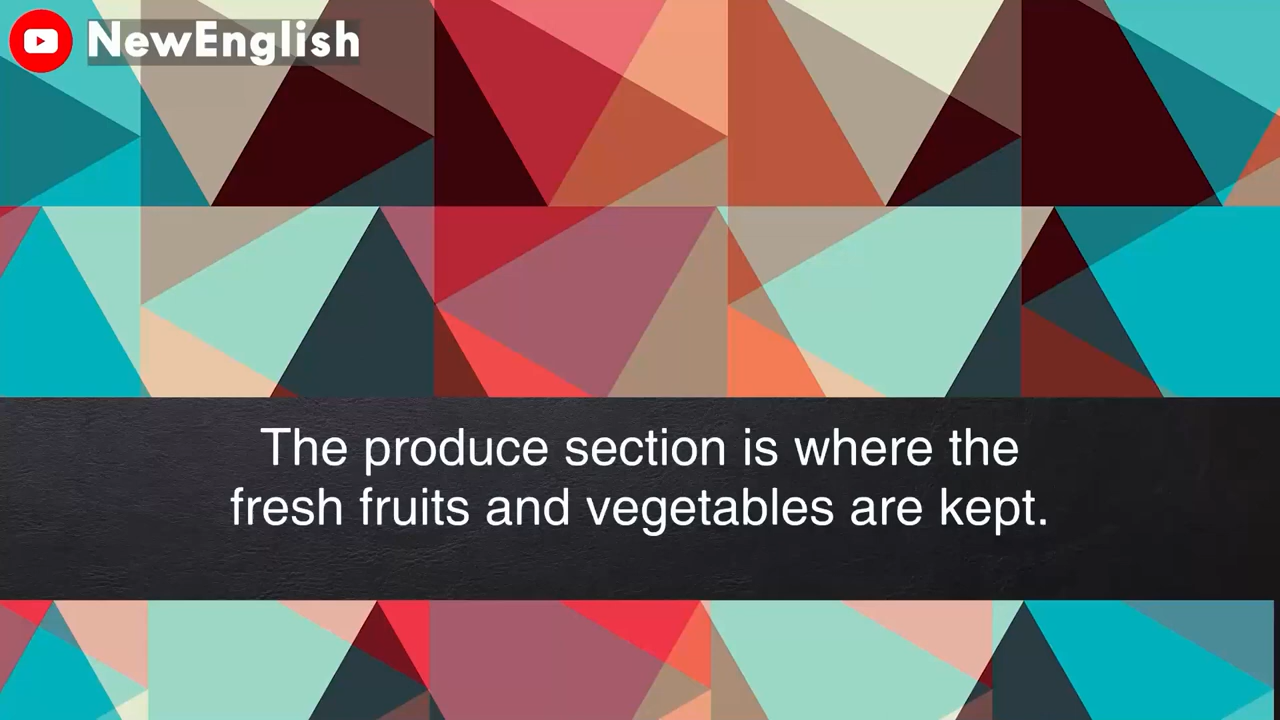 NewEnglish
The produce section is where the
fresh fruits and vegetables are kept.